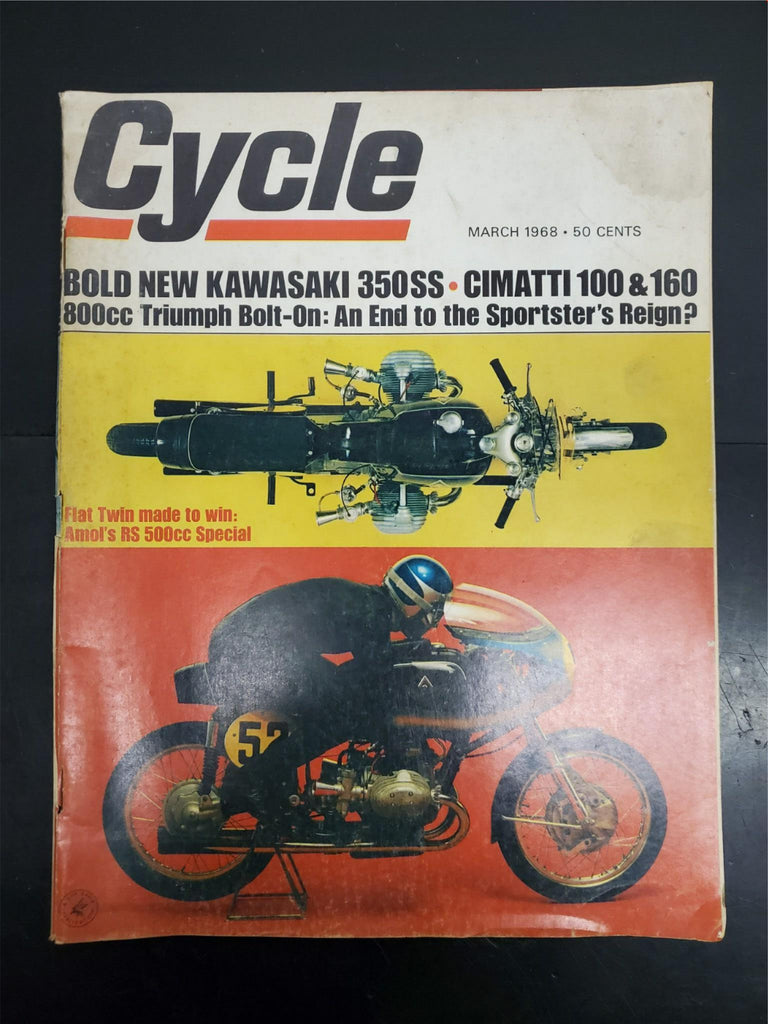 Cycle
MARCH 1968 • 50 CENTS
BOLD NEW KAWASAKI 350SS • CIMATTI 100 & 160
800cc Triumph Bolt-On: An End to the Sportster's Reign?
Flat Twin made to win:
Amol's RS 500cc Special
52